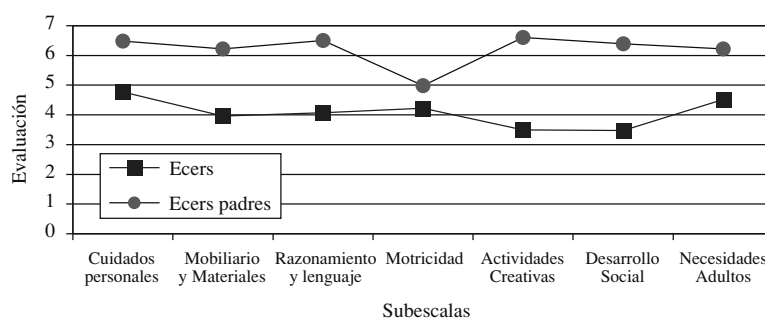 7
6
5
4
3
2
1
0
Evaluación
Ecers
Ecers padres
Cuidados personales
Mobiliario y Materiales
Razonamiento y lenguaje
Motricidad
Actividades Creativas
Desarrollo Social
Necesidades Adultos
Subescalas